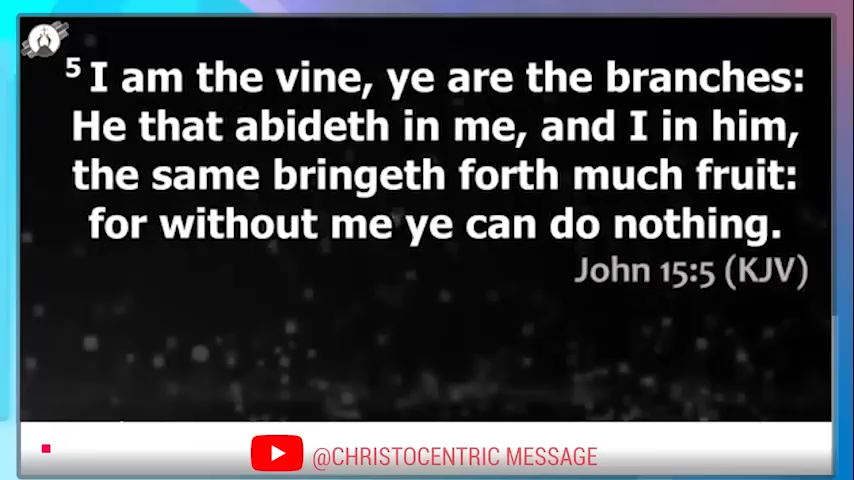 5 I am the vine, ye are the branches:
He that abideth in me, and I in him,
the same bringeth forth much fruit:
for without me ye can do nothing.
John 15:5 (KJV)
@CHRISTOCENTRIC MESSAGE